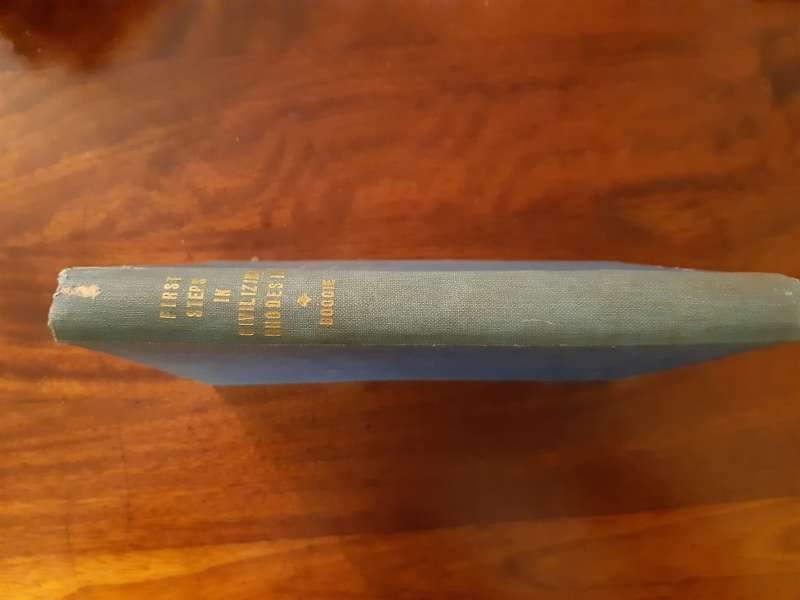 FIRST
STEPS
IN
CIVILIZING
RHODESIA
BOGGIE